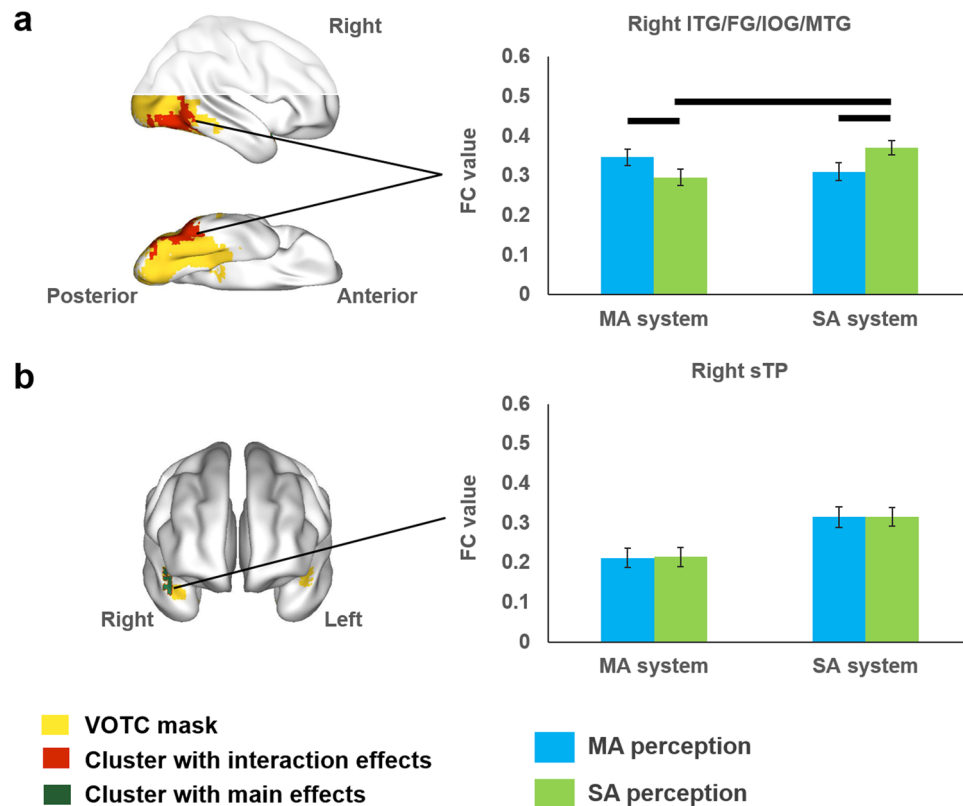 a
Right
Posterior
Anterior
Right ITG/FG/IOG/MTG
FC value
0.6
0.5
0.4
0.3
0.2
0.1
0
MA system
SA system
b
Right
Left
Right sTP
FC value
0.6
0.5
0.4
0.3
0.2
0.1
0
MA system
SA system
VOTC mask
Cluster with interaction effects
Cluster with main effects
MA perception
SA perception